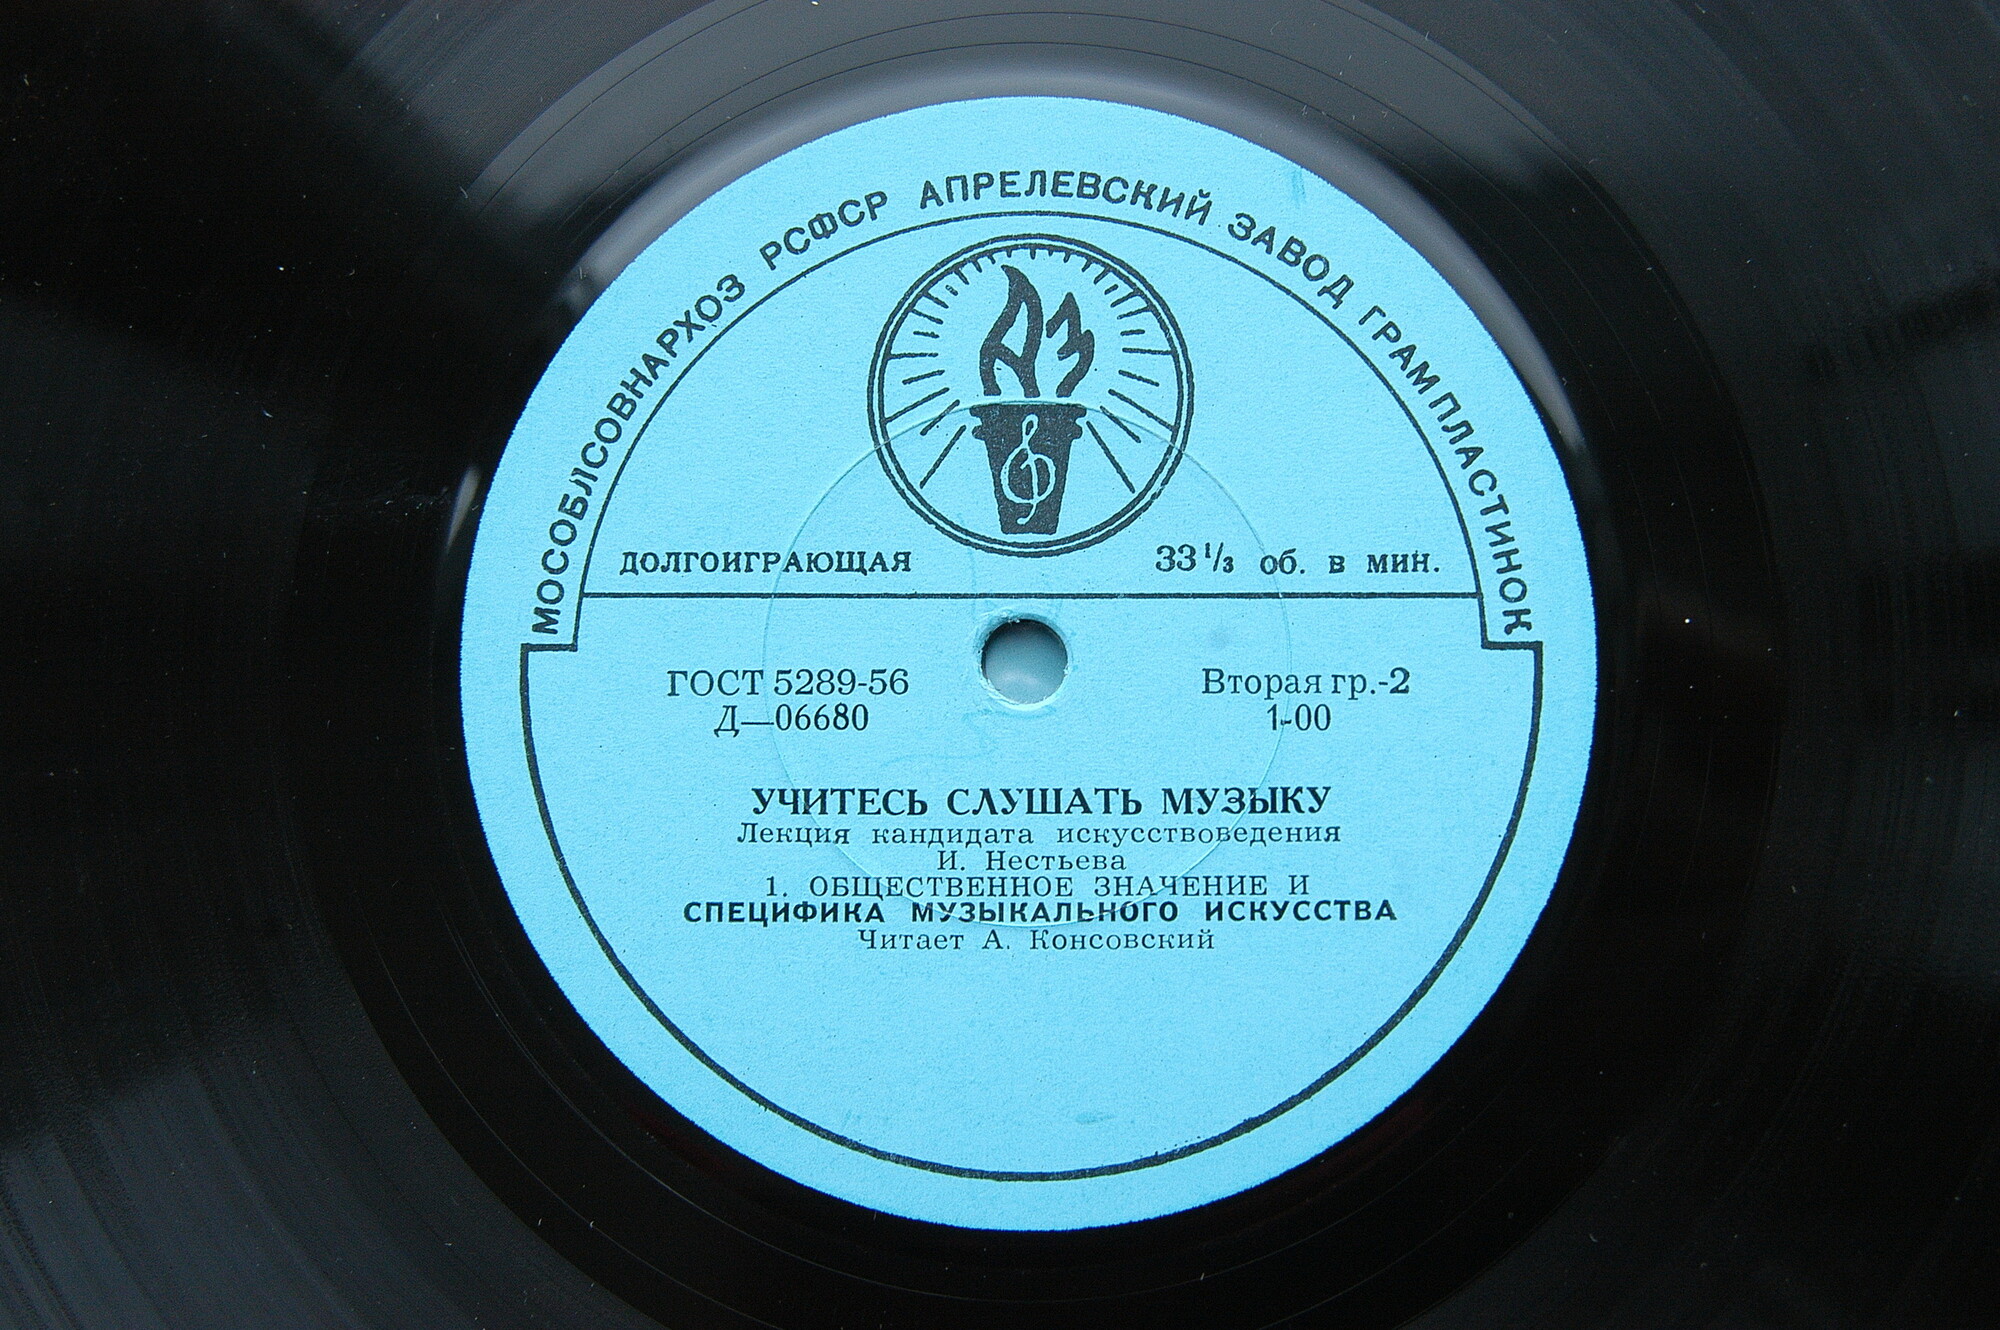 МОСОБЛСОВНАРХОЗ РСФСР АПРЕЛЕВСКИЙ ЗАВОД ГРАМПЛАСТИНОК
АЗ
ДОЛГОИГРАЮЩАЯ 33 1/3 об. в мин.
ГОСТ 5289-56 Вторая гр.-2
Д—06680 1-00
УЧИТЕСЬ СЛУШАТЬ МУЗЫКУ
Лекция кандидата искусствоведения
И. Нестьева
1. ОБЩЕСТВЕННОЕ ЗНАЧЕНИЕ И
СПЕЦИФИКА МУЗЫКАЛЬНОГО ИСКУССТВА
Читает А. Консовский